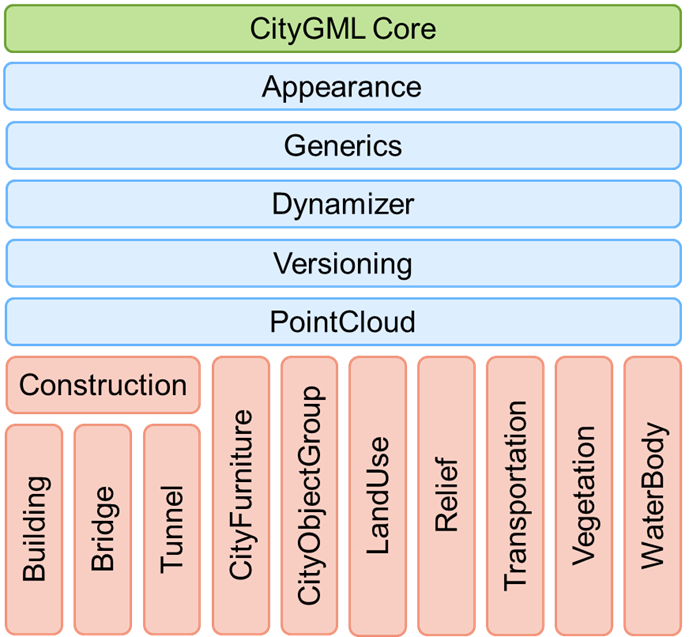 CityGML Core
Appearance
Generics
Dynamizer
Versioning
PointCloud
Construction
Building
Bridge
Tunnel
CityFurniture
CityObjectGroup
LandUse
Relief
Transportation
Vegetation
WaterBody